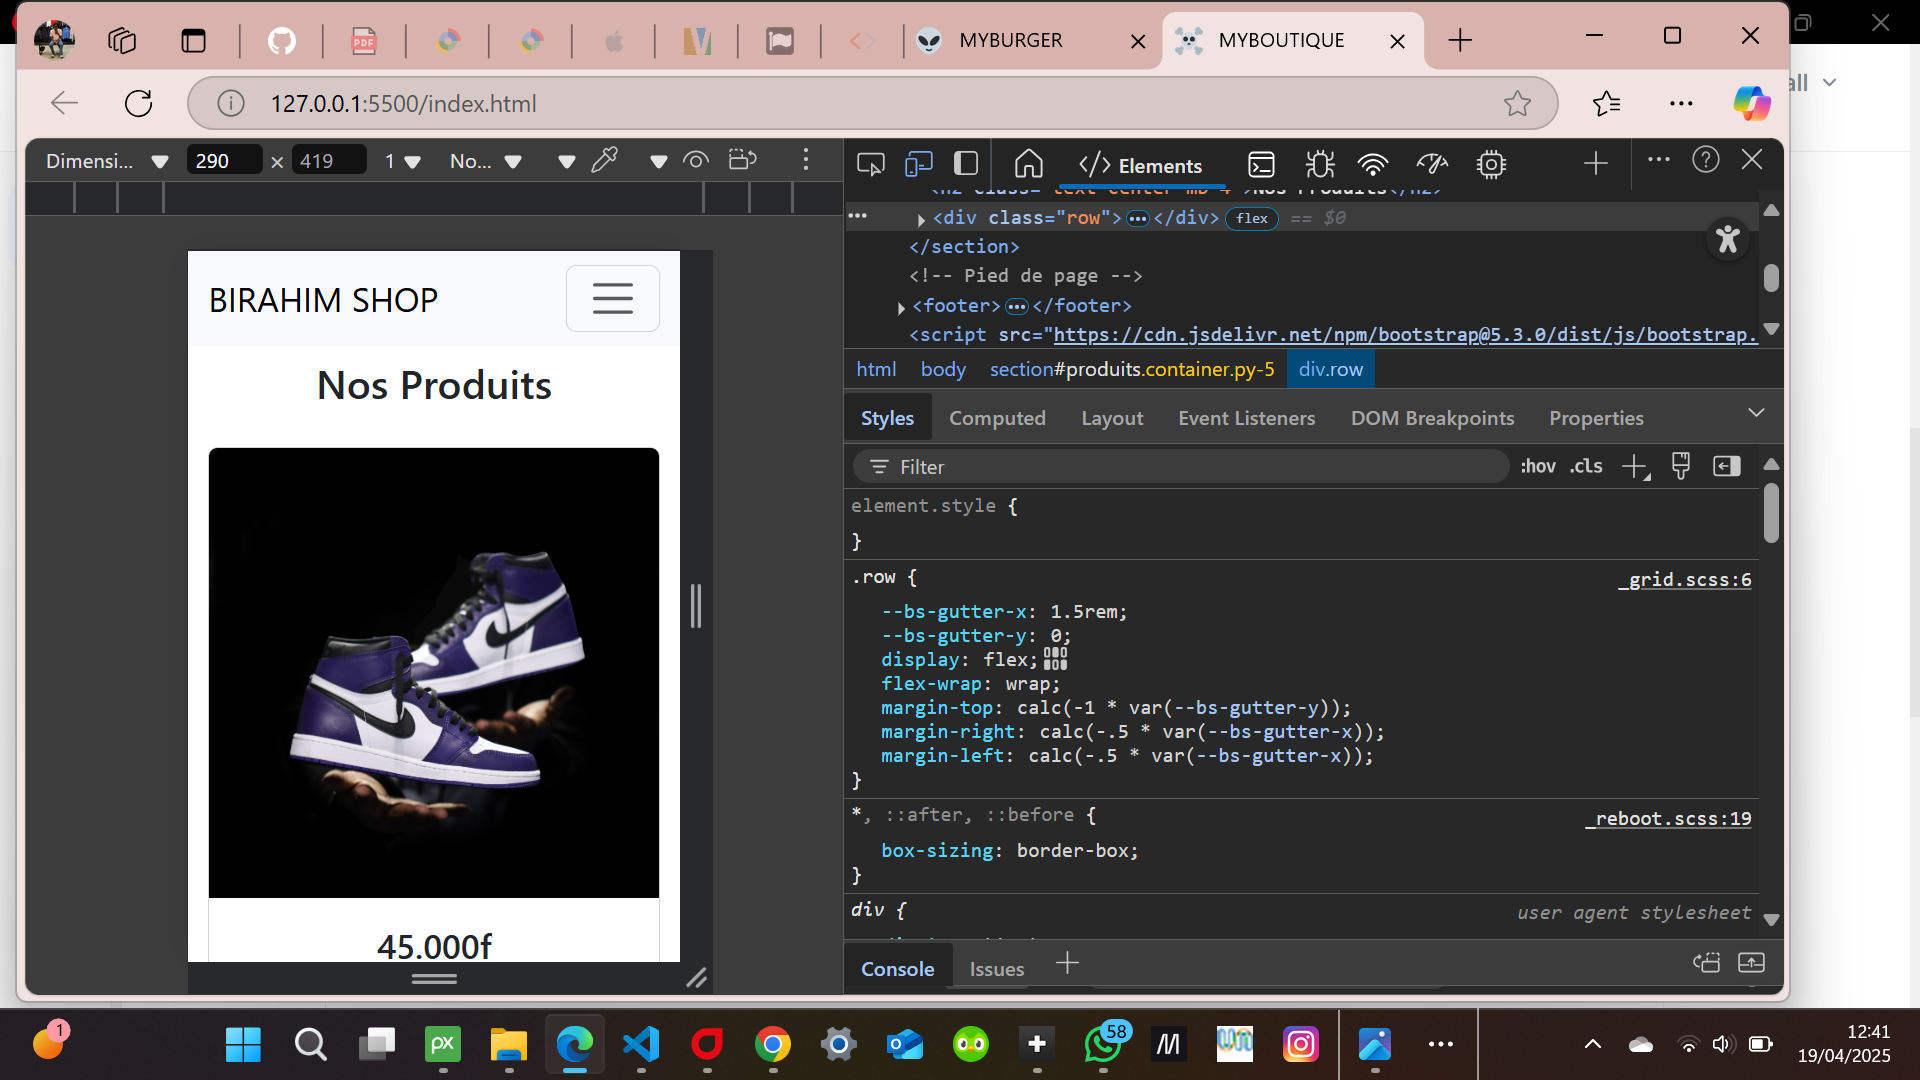 MYBURGER
MYBOUTIQUE
all
127.0.0.1:5500/index.html
Dimensi...
290
×
419
1
No...
Elements
<h2 class="text-center mb-4">Nos Produits</h2>
<div class="row">…</div> flex == $0
</section>
<!-- Pied de page -->
<footer>…</footer>
<script src="https://cdn.jsdelivr.net/npm/bootstrap@5.3.0/dist/js/bootstrap.
html body section#produits.container.py-5 div.row
Styles Computed Layout Event Listeners DOM Breakpoints Properties
Filter
:hov .cls
element.style {
}
.row {
_grid.scss:6
--bs-gutter-x: 1.5rem;
--bs-gutter-y: 0;
display: flex;
flex-wrap: wrap;
margin-top: calc(-1 * var(--bs-gutter-y));
margin-right: calc(-.5 * var(--bs-gutter-x));
margin-left: calc(-.5 * var(--bs-gutter-x));
}
*, ::after, ::before {
_reboot.scss:19
box-sizing: border-box;
}
div {
user agent stylesheet
Console Issues
BIRAHIM SHOP
Nos Produits
45.000f
1
px
58
12:41
19/04/2025